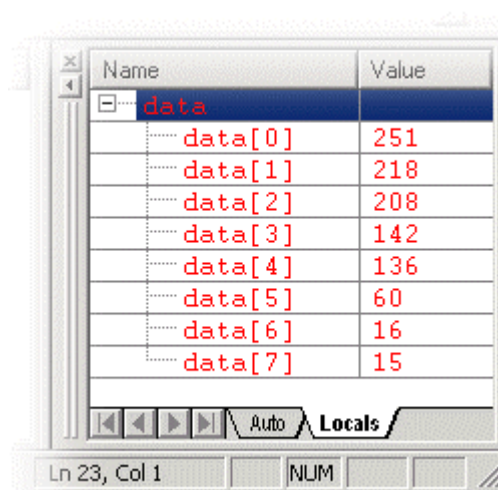 Name Value
data
data[0] 251
data[1] 218
data[2] 208
data[3] 142
data[4] 136
data[5] 60
data[6] 16
data[7] 15
Auto Locals
Ln 23, Col 1 NUM